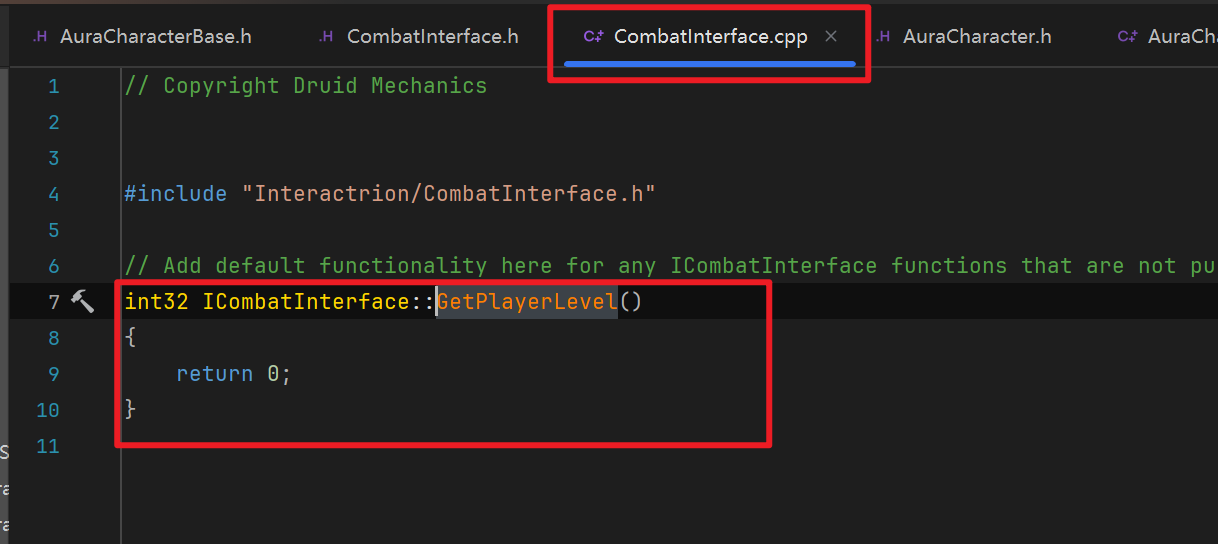 AuraCharacterBase.h CombatInterface.h CombatInterface.cpp AuraCharacter.h AuraCh
1 // Copyright Druid Mechanics
2
3
4 #include "Interactrion/CombatInterface.h"
5
6 // Add default functionality here for any ICombatInterface functions that are not pu
7 int32 ICombatInterface::GetPlayerLevel()
8 {
9 return 0;
10 }
11